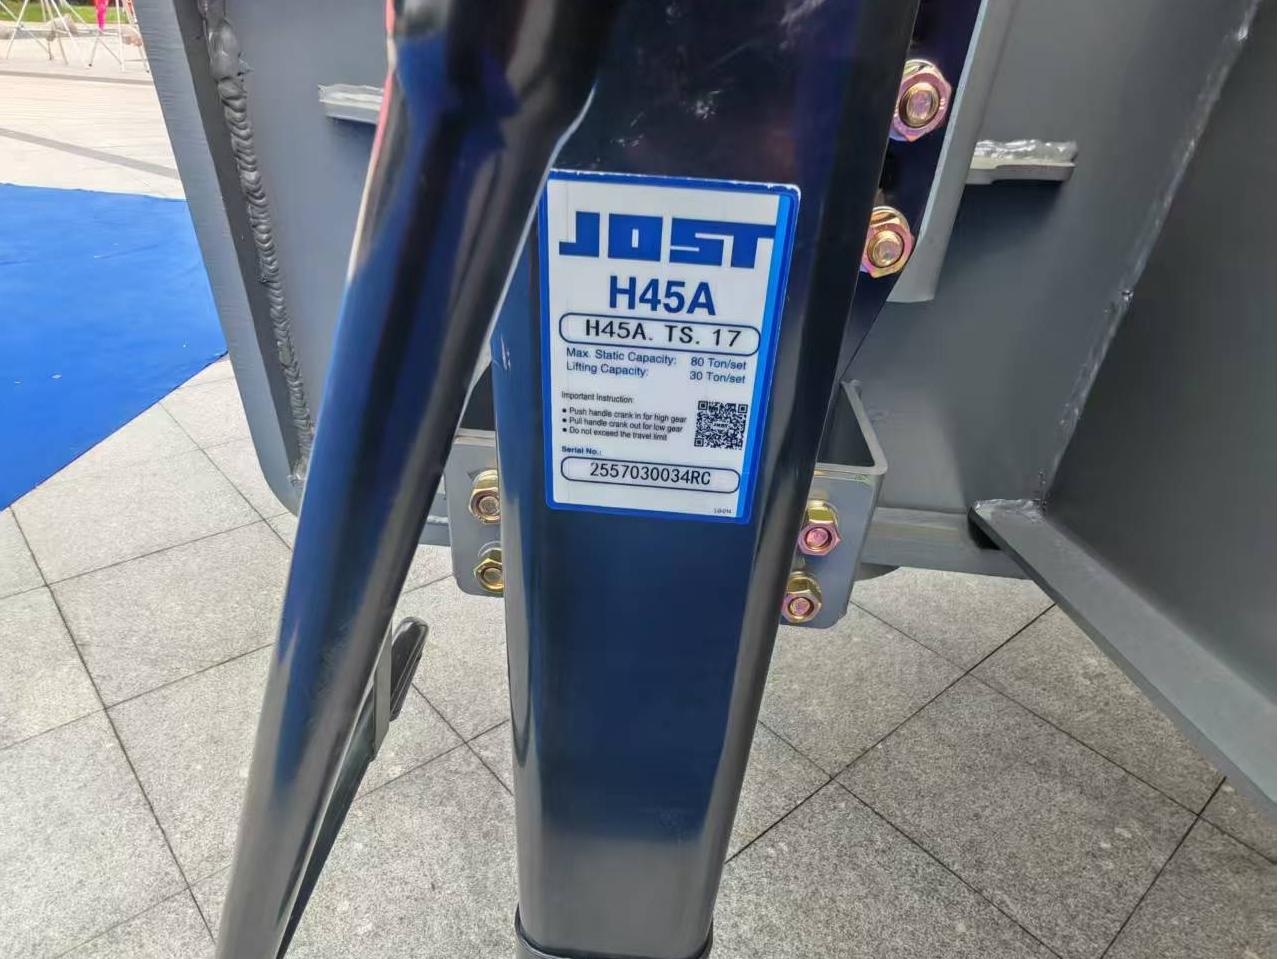 JOST
H45A
H45A. TS. 17
Max. Static Capacity: 80 Ton/set
Lifting Capacity: 30 Ton/set
Important Instruction:
• Push handle crank in for high gear
• Pull handle crank out for low gear
• Do not exceed the travel limit
Serial No.:
2557030034RC